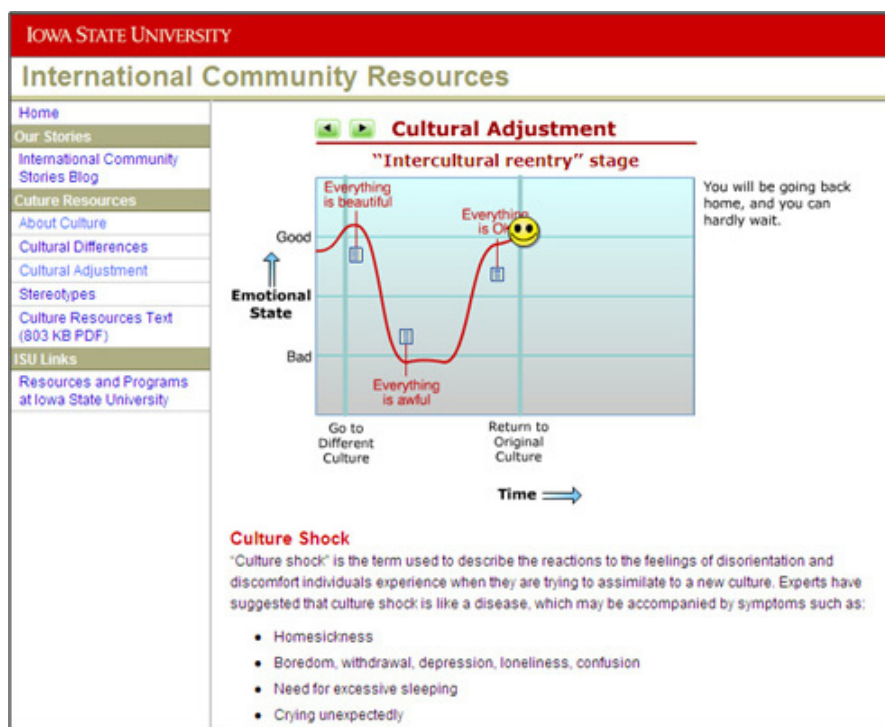 IOWA STATE UNIVERSITY
International Community Resources
Home
Our Stories
International Community
Stories Blog
Cuture Resources
About Culture
Cultural Differences
Cultural Adjustment
Stereotypes
Culture Resources Text
(803 KB PDF)
ISU Links
Resources and Programs
at Iowa State University
Cultural Adjustment
"Intercultural reentry" stage
Everything
is beautiful
Everything
is
You will be going back
home, and you can
hardly wait.
Good
Emotional
State
Bad
Everything
is awful
Go to
Different
Culture
Return to
Original
Culture
Time
Culture Shock
"Culture shock" is the term used to describe the reactions to the feelings of disorientation and
discomfort individuals experience when they are trying to assimilate to a new culture. Experts have
suggested that culture shock is like a disease, which may be accompanied by symptoms such as:
• Homesickness
• Boredom, withdrawal, depression, loneliness, confusion
• Need for excessive sleeping
• Crying unexpectedly